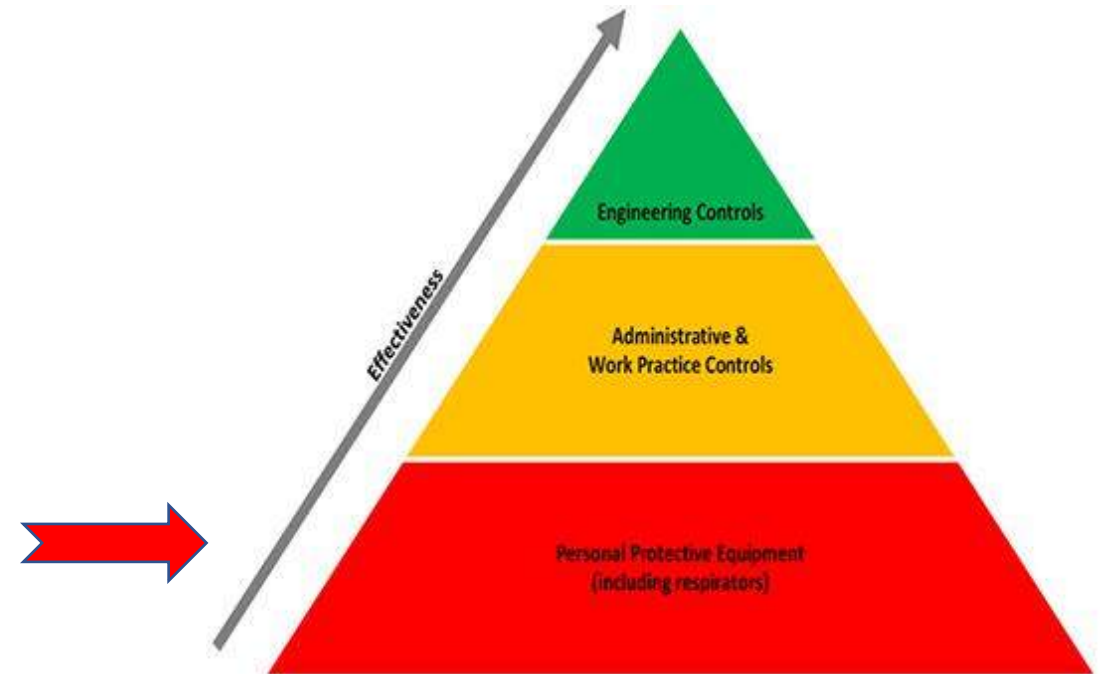 Effectiveness
Engineering Controls
Administrative &
Work Practice Controls
Personal Protective Equipment
(including respirators)